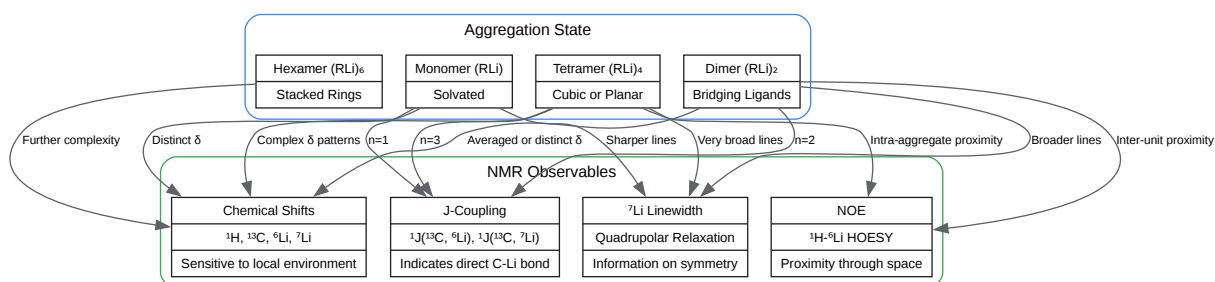 Aggregation State
Hexamer (RLi)₆
Stacked Rings
Monomer (RLi)
Solvated
Tetramer (RLi)₄
Cubic or Planar
Dimer (RLi)₂
Bridging Ligands
Further complexity
Distinct δ
Complex δ patterns
n=1
n=3
Averaged or distinct δ
Sharper lines
Very broad lines
n=2
Intra-aggregate proximity
Broader lines
Inter-unit proximity
NMR Observables
Chemical Shifts
¹H, ¹³C, ⁶Li, ⁷Li
Sensitive to local environment
J-Coupling
¹J(¹³C, ⁶Li), ¹J(¹³C, ⁷Li)
Indicates direct C-Li bond
⁷Li Linewidth
Quadrupolar Relaxation
Information on symmetry
NOE
¹H-⁶Li HOESY
Proximity through space